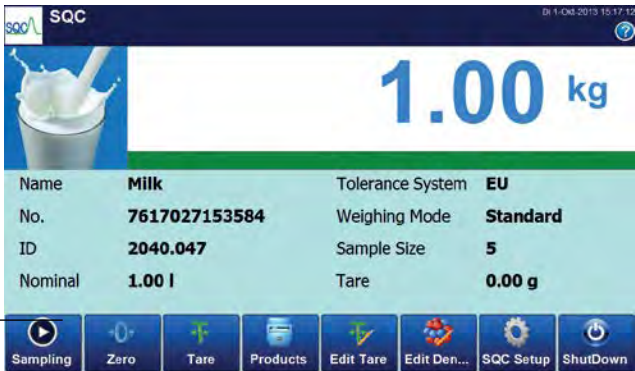 SQC SQC Di 1-Okt-2013 15:17:12
1.00 kg
Name Milk Tolerance System EU
No. 7617027153584 Weighing Mode Standard
ID 2040.047 Sample Size 5
Nominal 1.00 l Tare 0.00 g
Sampling Zero Tare Products Edit Tare Edit Den... SQC Setup ShutDown